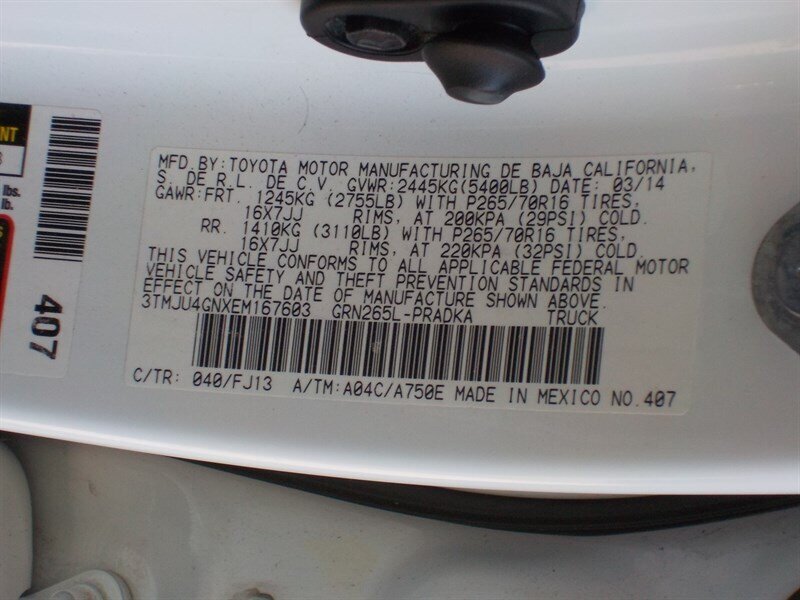 MFD. BY: TOYOTA MOTOR MANUFACTURING DE BAJA CALIFORNIA,
S. DE R.L. DE C.V. GVWR: 2445KG(5400LB) DATE: 03/14
GAWR: FRT. 1245KG (2755LB) WITH P265/70R16 TIRES,
16X7JJ RIMS, AT 200KPA (29PSI) COLD.
RR. 1410KG (3110LB) WITH P265/70R16 TIRES,
16X7JJ RIMS, AT 220KPA (32PSI) COLD.
THIS VEHICLE CONFORMS TO ALL APPLICABLE FEDERAL MOTOR
VEHICLE SAFETY AND THEFT PREVENTION STANDARDS IN
EFFECT ON THE DATE OF MANUFACTURE SHOWN ABOVE.
3TMJU4GNXEM167603 GRN265L-PRADKA TRUCK
C/TR: 040/FJ13 A/TM: A04C/A750E MADE IN MEXICO NO. 407
407
NT
lbs.
lb.